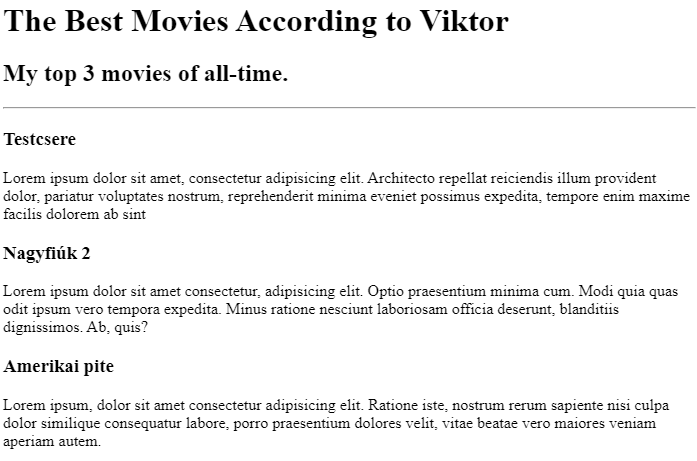 The Best Movies According to Viktor
My top 3 movies of all-time.
Testcsere
Lorem ipsum dolor sit amet, consectetur adipisicing elit. Architecto repellat reiciendis illum provident
dolor, pariatur voluptates nostrum, reprehenderit minima eveniet possimus expedita, tempore enim maxime
facilis dolorem ab sint
Nagyfiúk 2
Lorem ipsum dolor sit amet consectetur, adipisicing elit. Optio praesentium minima cum. Modi quia quas
odit ipsum vero tempora expedita. Minus ratione nesciunt laboriosam officia deserunt, blanditiis
dignissimos. Ab, quis?
Amerikai pite
Lorem ipsum, dolor sit amet consectetur adipisicing elit. Ratione iste, nostrum rerum sapiente nisi culpa
dolor similique consequatur labore, porro praesentium dolores velit, vitae beatae vero maiores veniam
aperiam autem.